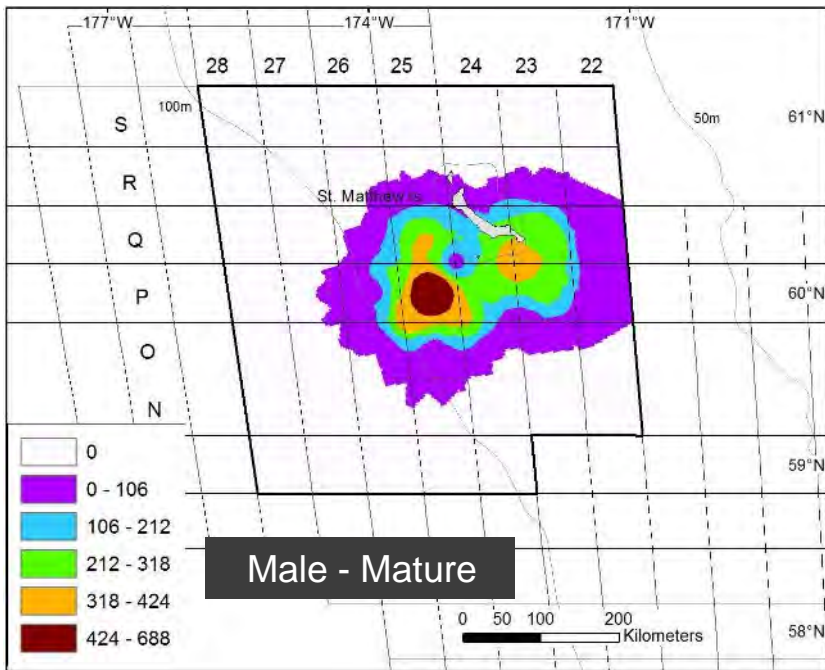 177°W 174°W 171°W
28 27 26 25 24 23 22
100m
50m
61°N
S
R
St. Matthew Is
Q
P
60°N
O
N
0
59°N
0 - 106
106 - 212
212 - 318
318 - 424
424 - 688
Male - Mature
0 50 100 200
Kilometers
58°N